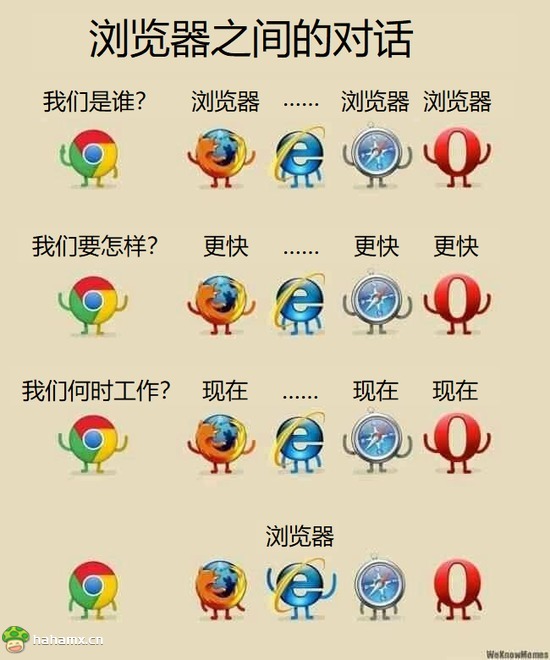 浏览器之间的对话
我们是谁? 浏览器 ...... 浏览器 浏览器
我们要怎样? 更快 ...... 更快 更快
我们何时工作? 现在 ...... 现在 现在
浏览器
hahamx.cn
WeKnowMemes